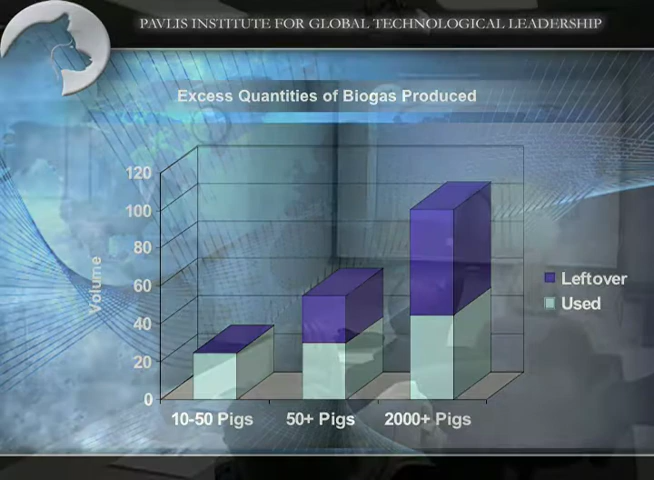 PAVLIS INSTITUTE FOR GLOBAL TECHNOLOGICAL LEADERSHIP
Excess Quantities of Biogas Produced
120
100
80
60
40
20
0
Volume
Leftover
Used
10-50 Pigs
50+ Pigs
2000+ Pigs